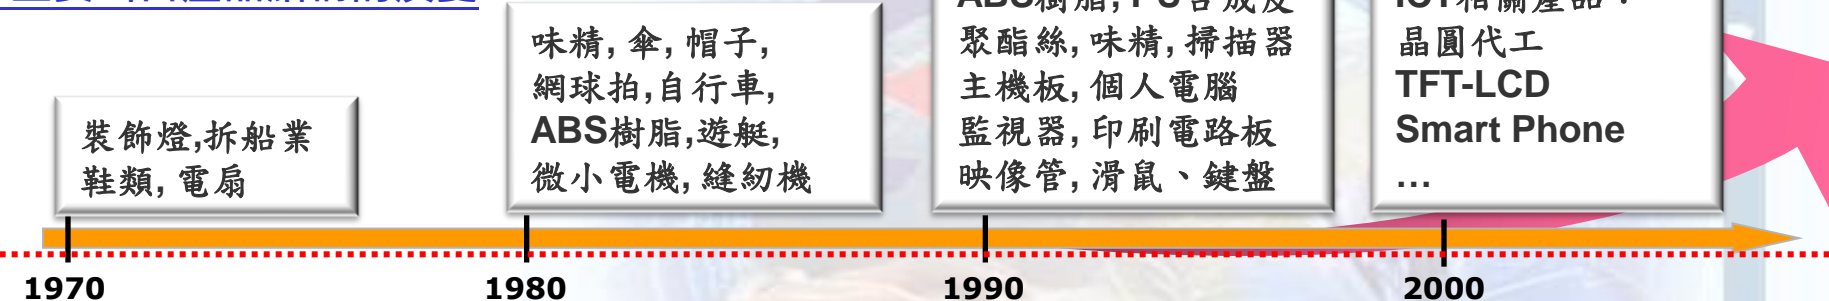 裝飾燈,拆船業
鞋類, 電扇
味精, 傘, 帽子,
網球拍,自行車,
ABS樹脂,遊艇,
微小電機, 縫紉機
聚酯絲, 味精, 掃描器
主機板, 個人電腦
監視器, 印刷電路板
映像管, 滑鼠、鍵盤
晶圓代工
TFT-LCD
Smart Phone
…
1970
1980
1990
2000